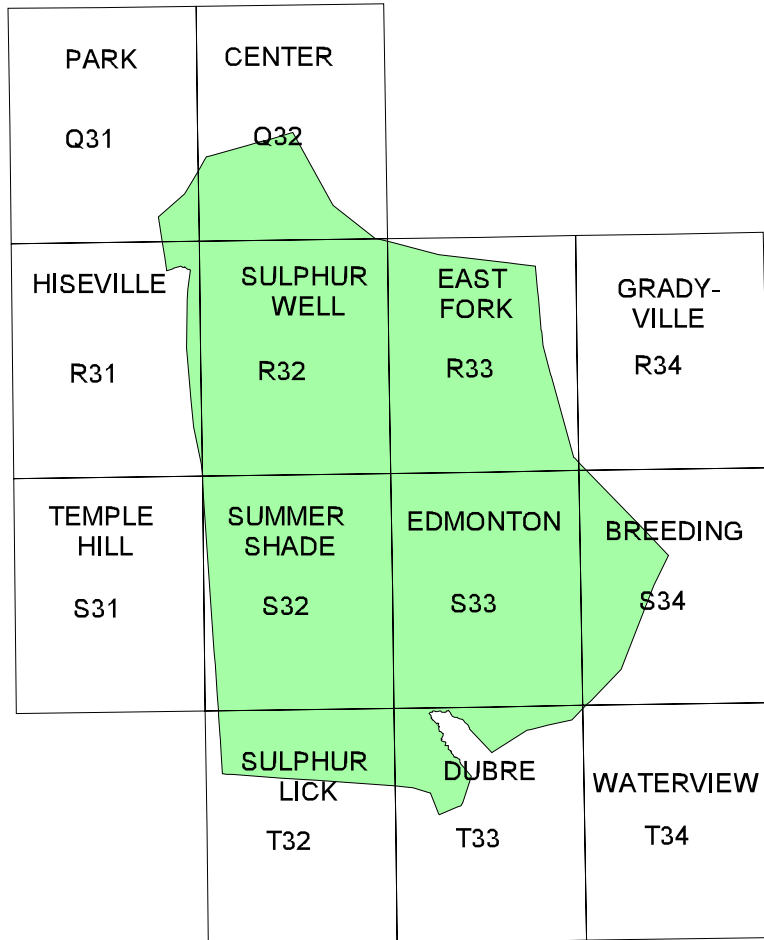 PARK
Q31
CENTER
Q32
HISEVILLE
R31
SULPHUR
WELL
R32
EAST
FORK
R33
GRADY-
VILLE
R34
TEMPLE
HILL
S31
SUMMER
SHADE
S32
EDMONTON
S33
BREEDING
S34
SULPHUR
LICK
T32
DUBRE
T33
WATERVIEW
T34